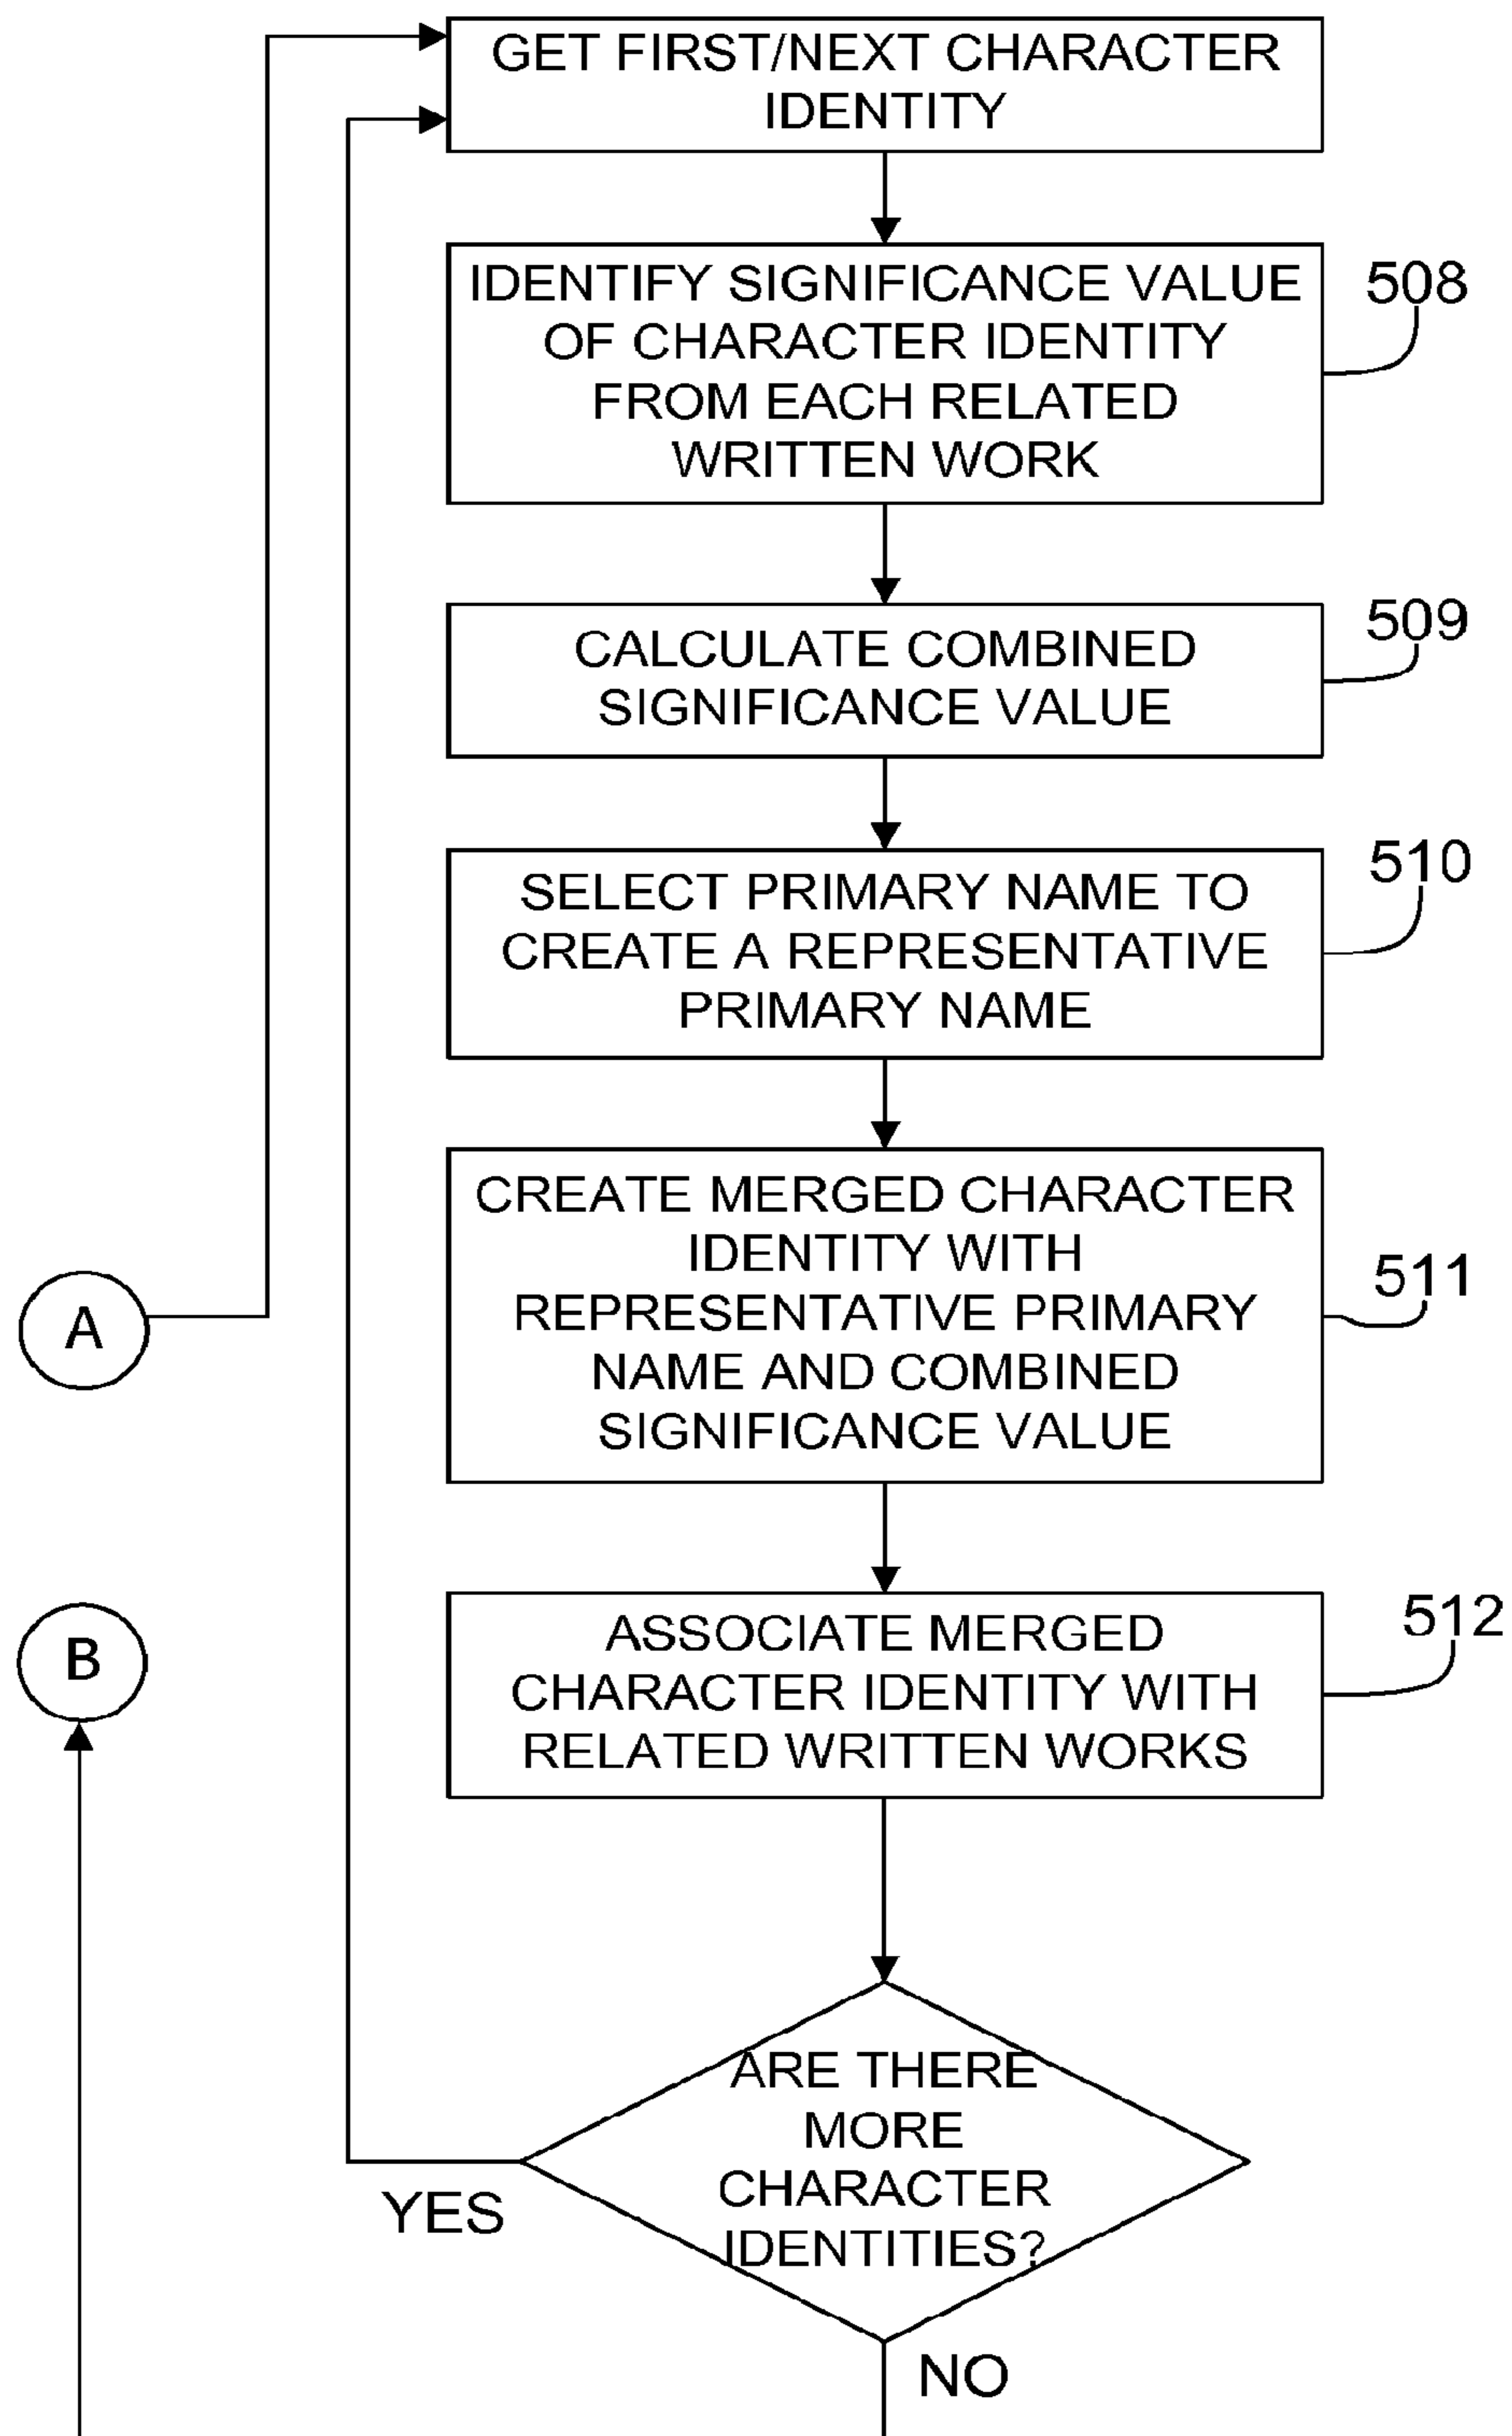 GET FIRST/NEXT CHARACTER
IDENTITY
IDENTIFY SIGNIFICANCE VALUE
OF CHARACTER IDENTITY
FROM EACH RELATED
WRITTEN WORK
508
CALCULATE COMBINED
SIGNIFICANCE VALUE
509
SELECT PRIMARY NAME TO
CREATE A REPRESENTATIVE
PRIMARY NAME
510
CREATE MERGED CHARACTER
IDENTITY WITH
REPRESENTATIVE PRIMARY
NAME AND COMBINED
SIGNIFICANCE VALUE
511
A
ASSOCIATE MERGED
CHARACTER IDENTITY WITH
RELATED WRITTEN WORKS
512
B
ARE THERE
MORE
CHARACTER
IDENTITIES?
YES
NO